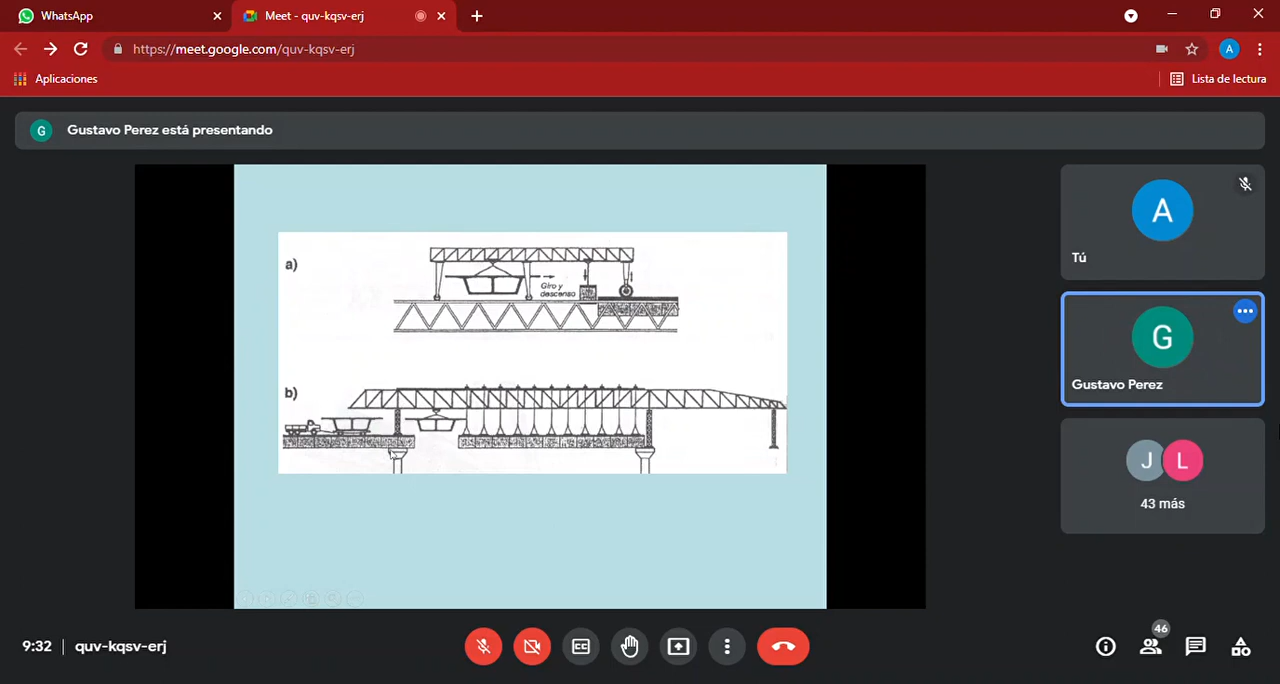 WhatsApp
Meet - quv-kqsv-erj
https://meet.google.com/quv-kqsv-erj
A
Aplicaciones
Lista de lectura
G
Gustavo Perez está presentando
a)
Giro y
descenso
b)
A
Tú
G
Gustavo Perez
J
L
43 más
9:32
quv-kqsv-erj
CC
46